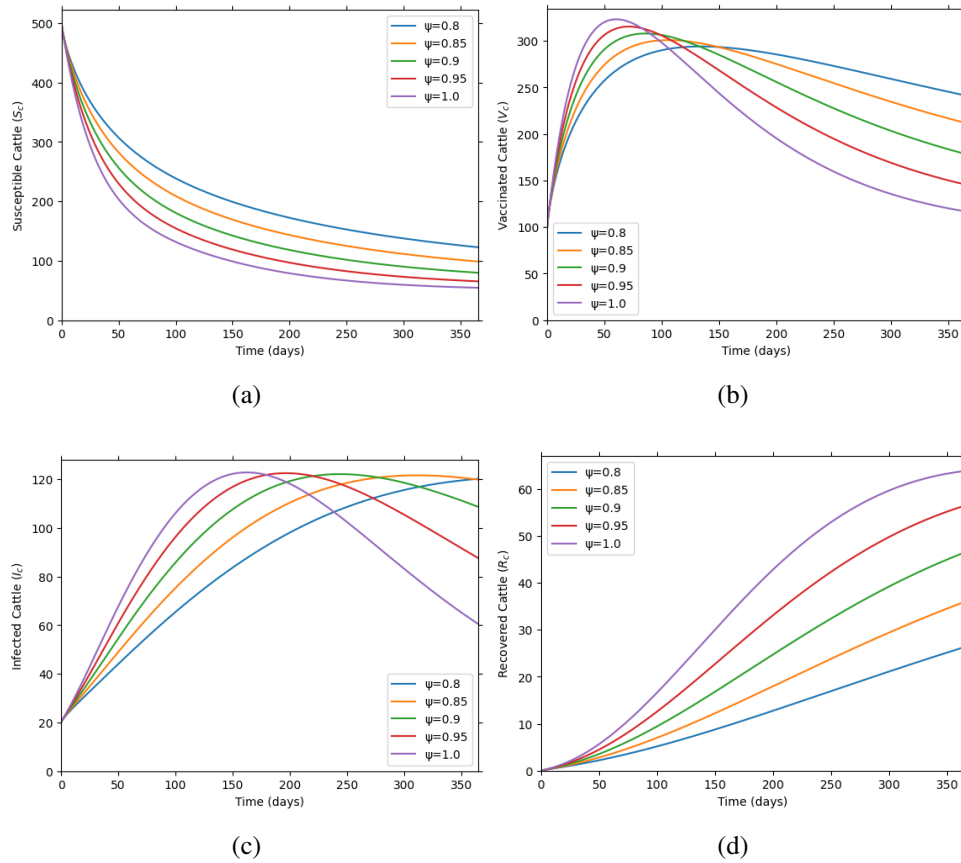 500
400
300
200
100
0
Susceptible Cattle (S_c)
ψ=0.8
ψ=0.85
ψ=0.9
ψ=0.95
ψ=1.0
0 50 100 150 200 250 300 350
Time (days)
(a)
300
250
200
150
100
50
0
Vaccinated Cattle (V_c)
ψ=0.8
ψ=0.85
ψ=0.9
ψ=0.95
ψ=1.0
0 50 100 150 200 250 300 350
Time (days)
(b)
120
100
80
60
40
20
0
Infected Cattle (I_c)
ψ=0.8
ψ=0.85
ψ=0.9
ψ=0.95
ψ=1.0
0 50 100 150 200 250 300 350
Time (days)
(c)
60
50
40
30
20
10
0
Recovered Cattle (R_c)
ψ=0.8
ψ=0.85
ψ=0.9
ψ=0.95
ψ=1.0
0 50 100 150 200 250 300 350
Time (days)
(d)